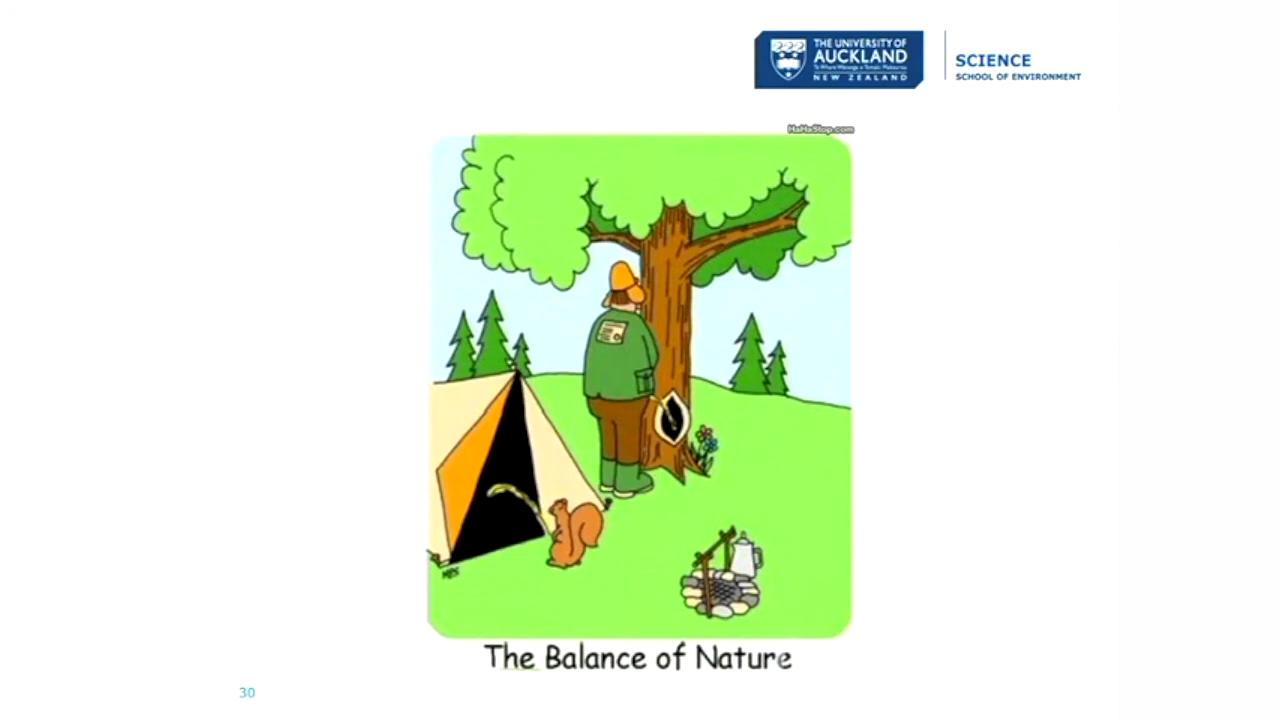 THE UNIVERSITY OF
AUCKLAND
Te Whare Wānanga o Tāmaki Makaurau
NEW ZEALAND
SCIENCE
SCHOOL OF ENVIRONMENT
HaHaStop.com
The Balance of Nature
30